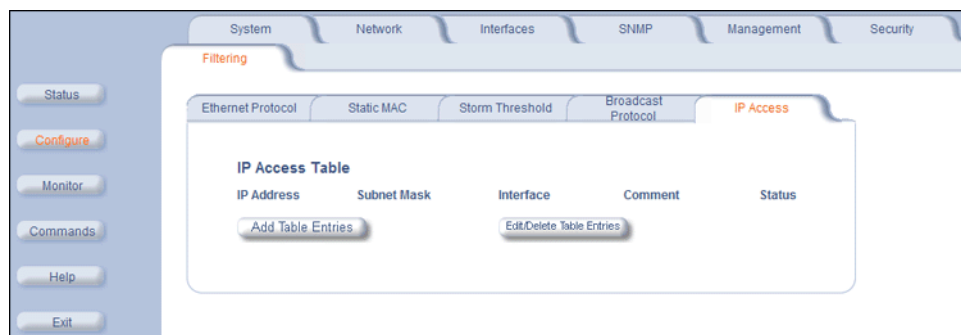 System Network Interfaces SNMP Management Security
Filtering
Status
Configure
Monitor
Commands
Help
Exit
Ethernet Protocol Static MAC Storm Threshold Broadcast Protocol IP Access
IP Access Table
IP Address Subnet Mask Interface Comment Status
Add Table Entries Edit/Delete Table Entries